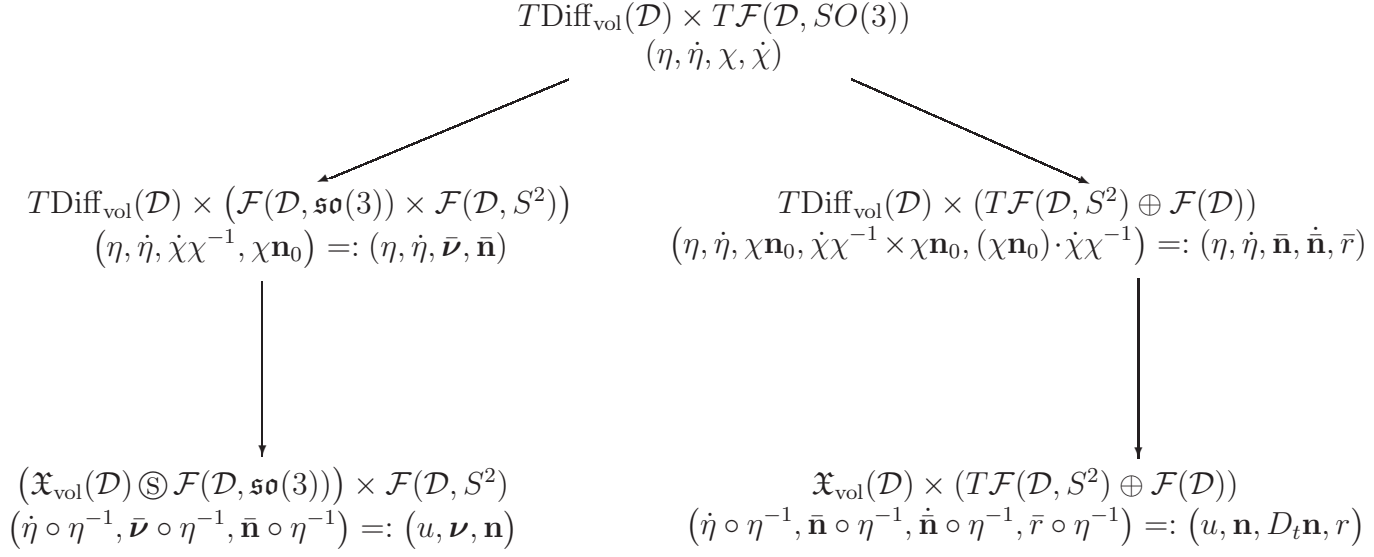 TDiff_vol(𝒟) × Tℱ(𝒟, SO(3))
(η, η̇, χ, χ̇)
TDiff_vol(𝒟) × (ℱ(𝒟, 𝖘𝖔(3)) × ℱ(𝒟, S²))
(η, η̇, χ̇χ⁻¹, χn₀) =: (η, η̇, ν̄, n̄)
TDiff_vol(𝒟) × (Tℱ(𝒟, S²) ⊕ ℱ(𝒟))
(η, η̇, χn₀, χ̇χ⁻¹ × χn₀, (χn₀)·χ̇χ⁻¹) =: (η, η̇, n̄, n̄̇, r̄)
(𝔛_vol(𝒟) Ⓢ ℱ(𝒟, 𝖘𝖔(3))) × ℱ(𝒟, S²)
(η̇ ∘ η⁻¹, ν̄ ∘ η⁻¹, n̄ ∘ η⁻¹) =: (u, ν, n)
𝔛_vol(𝒟) × (Tℱ(𝒟, S²) ⊕ ℱ(𝒟))
(η̇ ∘ η⁻¹, n̄ ∘ η⁻¹, n̄̇ ∘ η⁻¹, r̄ ∘ η⁻¹) =: (u, n, D_t n, r)